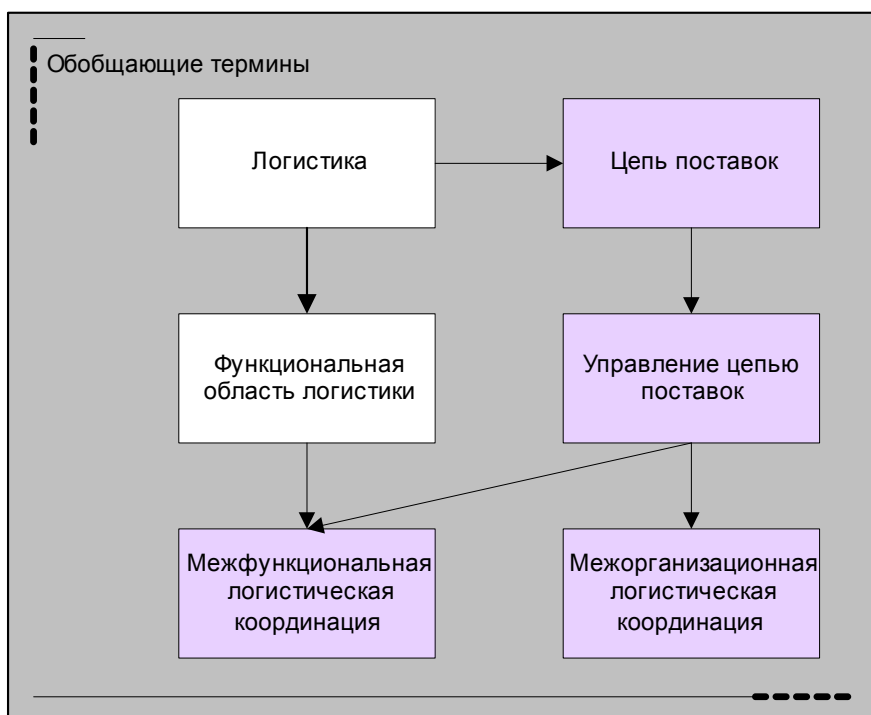 Обобщающие термины
Логистика
Цепь поставок
Функциональная
область логистики
Управление цепью
поставок
Межфункциональная
логистическая
координация
Межорганизационная
логистическая
координация